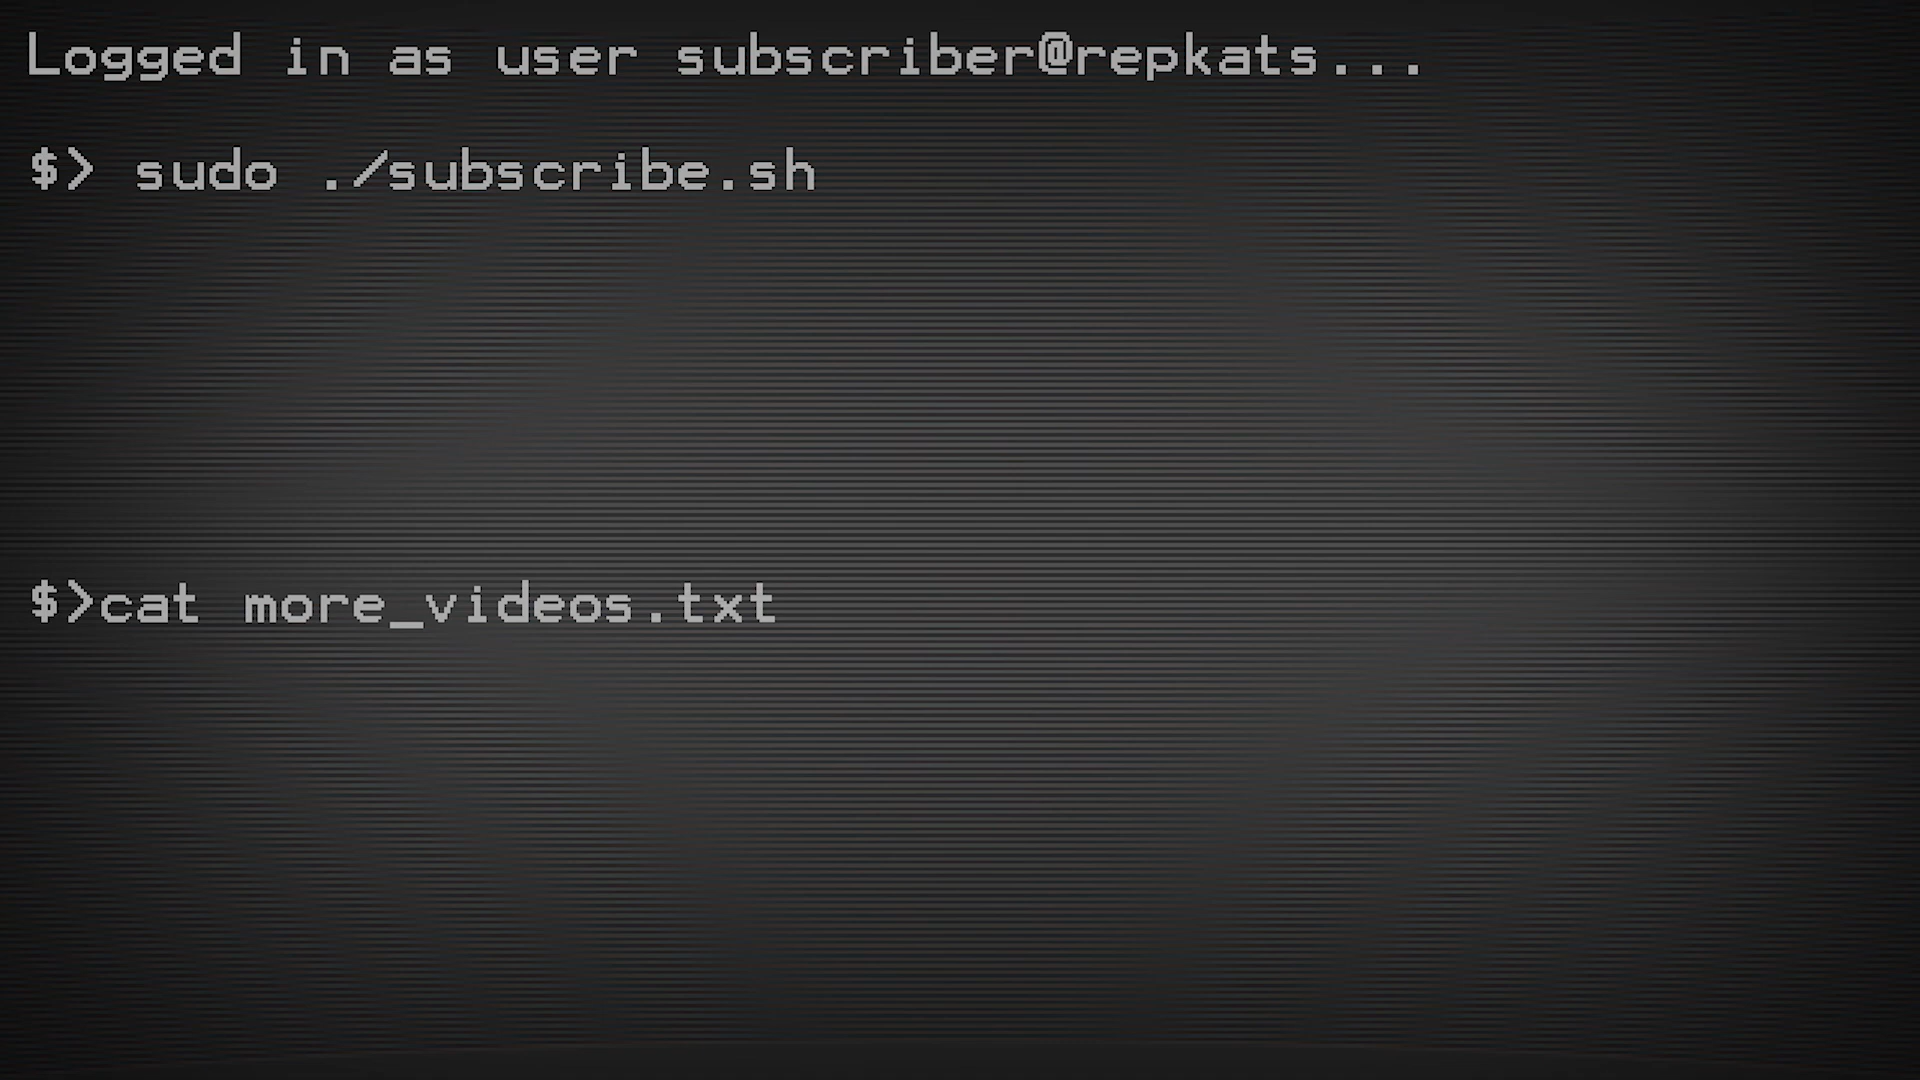 Logged in as user subscriber@repkats...
$> sudo ./subscribe.sh
$>cat more_videos.txt